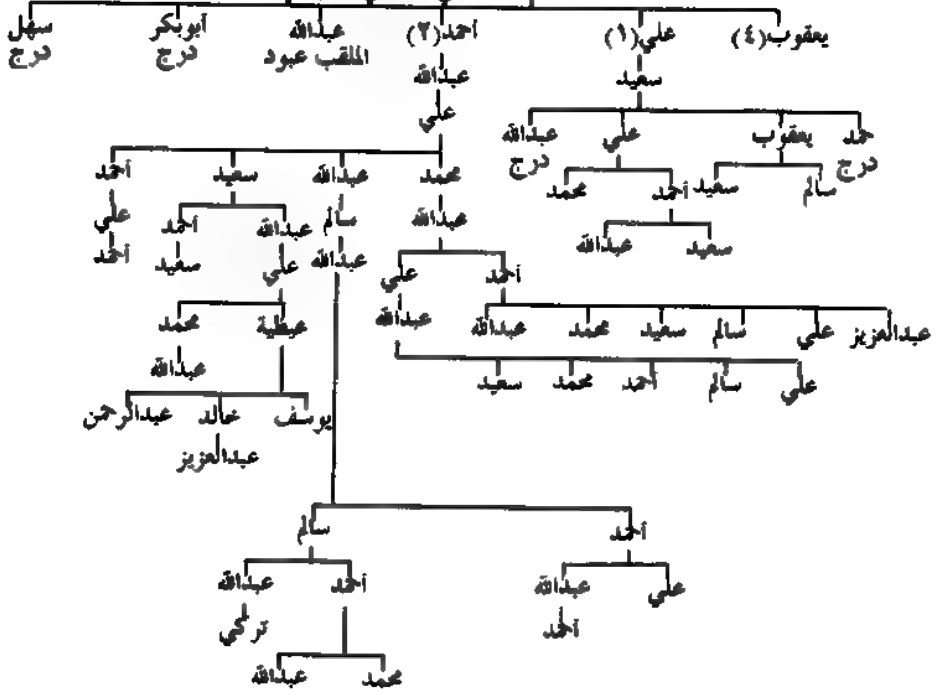 يعقوب(٤) علي(١) أحمد(٢) عبدالله أبوبكر سهل
الملقب عبود درج درج
سعيد عبدالله
علي
حمد يعقوب علي عبدالله
درج درج
محمد عبدالله سعيد أحمد
سالم سعيد أحمد محمد
عبدالله سالم عبدالله أحمد علي
سعيد عبدالله
عبدالله علي سعيد أحمد
أحمد علي
عبدالعزيز علي سالم سعيد محمد عبدالله
عبدالله محمد
علي سالم أحمد محمد سعيد
عبدالله
يوسف خالد عبدالرحمن
عبدالعزيز
أحمد سالم
علي عبدالله أحمد عبدالله
أحمد تركي
محمد عبدالله